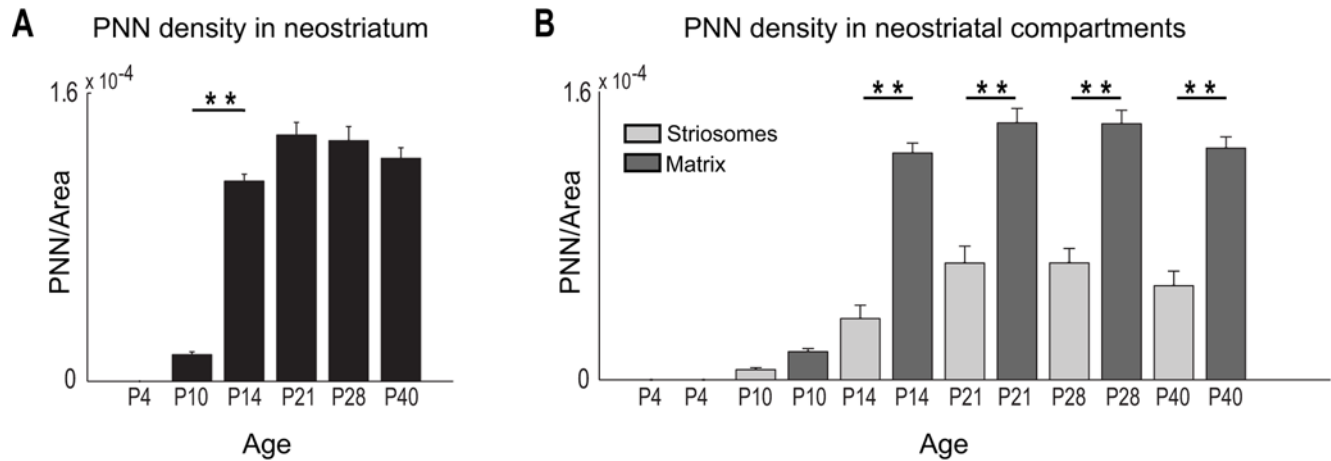 A PNN density in neostriatum
1.6 x 10-4
* *
PNN/Area
0
P4 P10 P14 P21 P28 P40
Age
B PNN density in neostriatal compartments
1.6 x 10-4
* * * * * * * *
Striosomes
Matrix
PNN/Area
0
P4 P4 P10 P10 P14 P14 P21 P21 P28 P28 P40 P40
Age